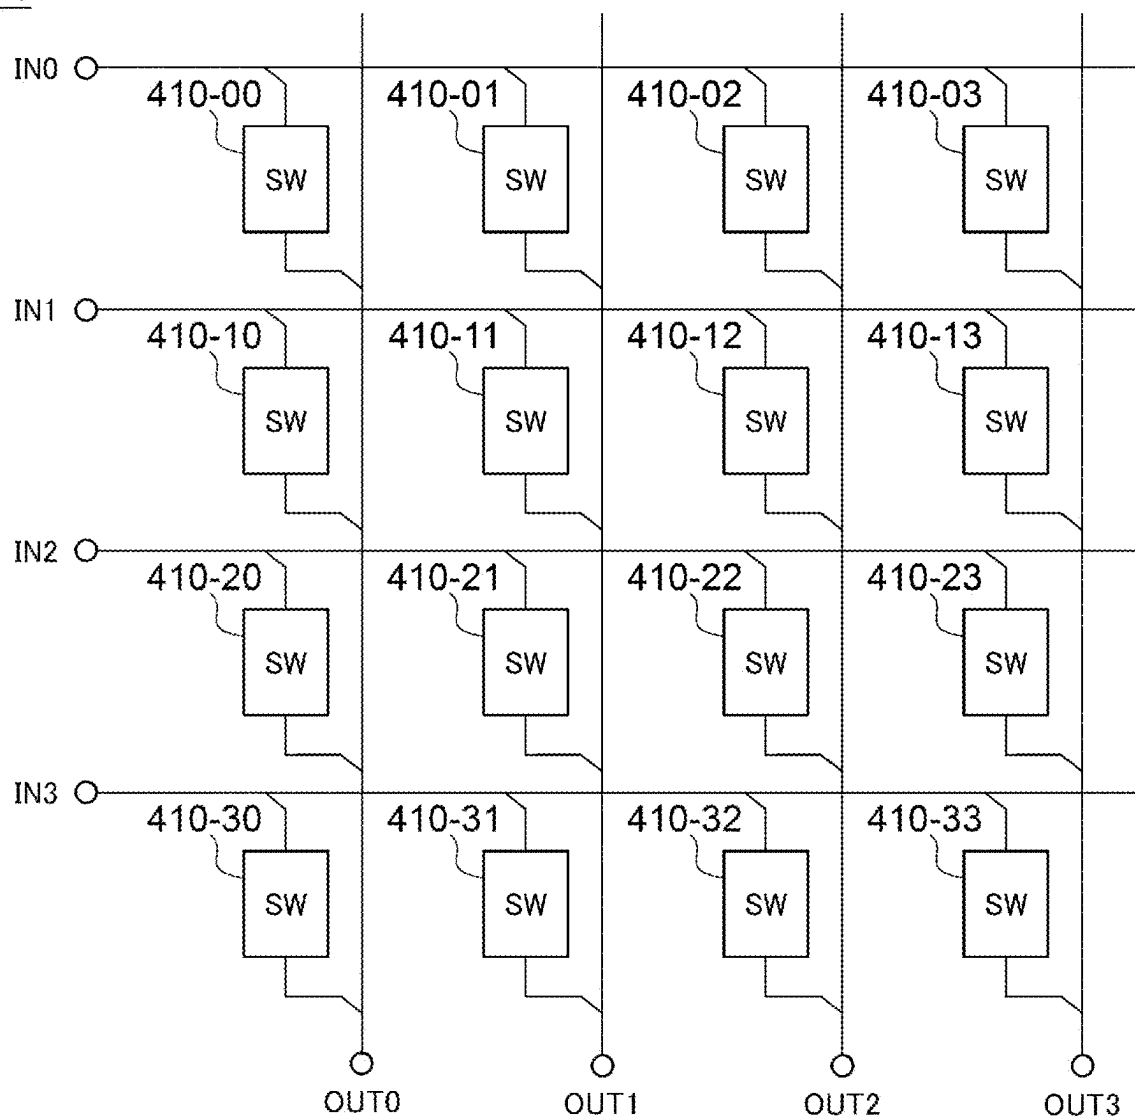 IN0
410-00 410-01 410-02 410-03
SW SW SW SW
IN1
410-10 410-11 410-12 410-13
SW SW SW SW
IN2
410-20 410-21 410-22 410-23
SW SW SW SW
IN3
410-30 410-31 410-32 410-33
SW SW SW SW
OUT0 OUT1 OUT2 OUT3